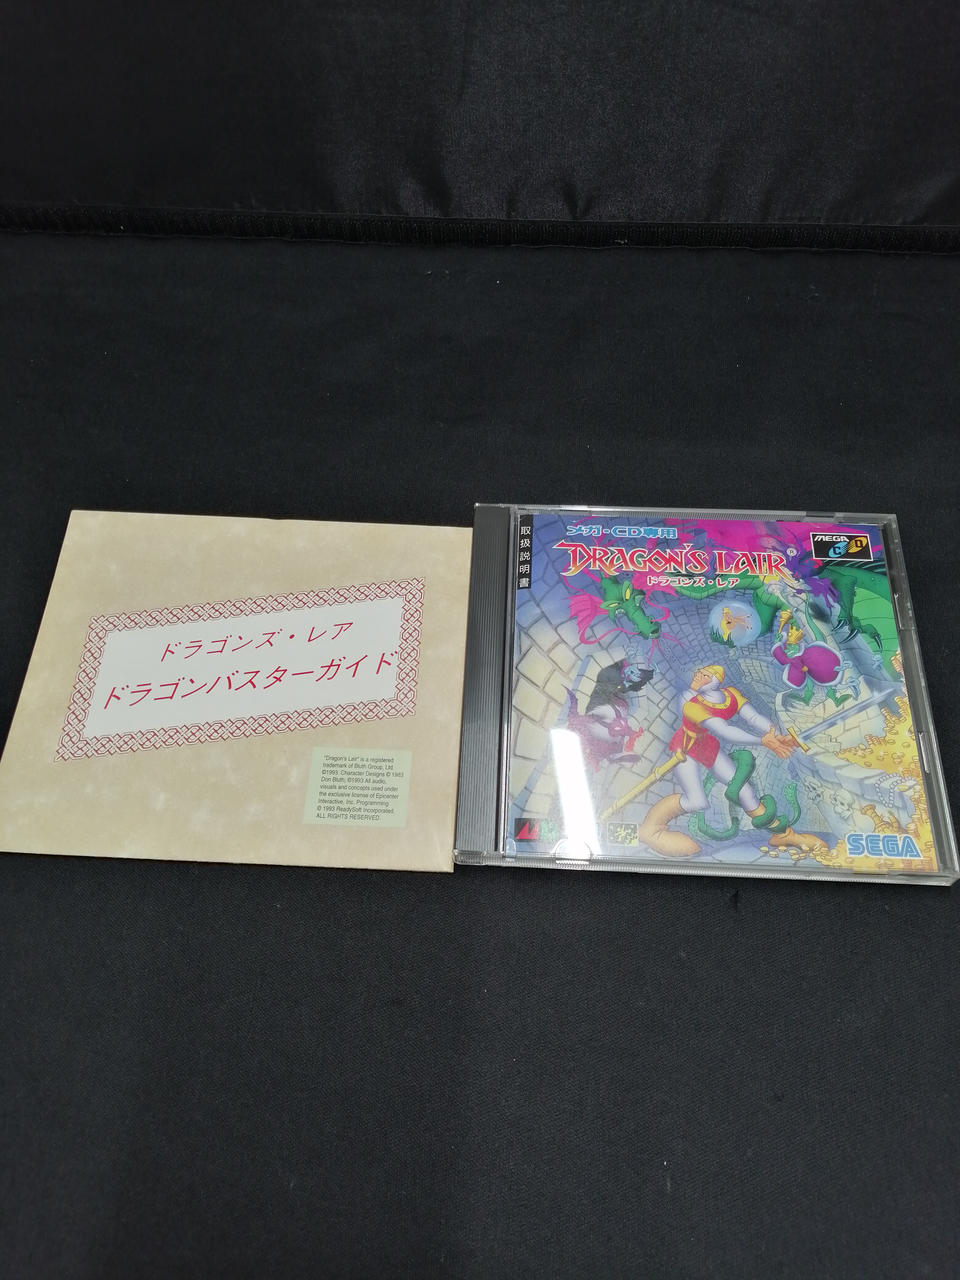 ドラゴンズ・レア
ドラゴンバスターガイド
"Dragon's Lair" is a registered
trademark of Bluth Group, Ltd.
©1993. Character Designs © 1983
Don Bluth; ©1993 All audio,
visuals and concepts used under
the exclusive license of Epicenter
Interactive, Inc. Programming
© 1993 ReadySoft Incorporated.
ALL RIGHTS RESERVED.
取扱説明書
メガ-CD専用
DRAGON'S LAIR®
ドラゴンズ・レア
MEGA
CD
SEGA